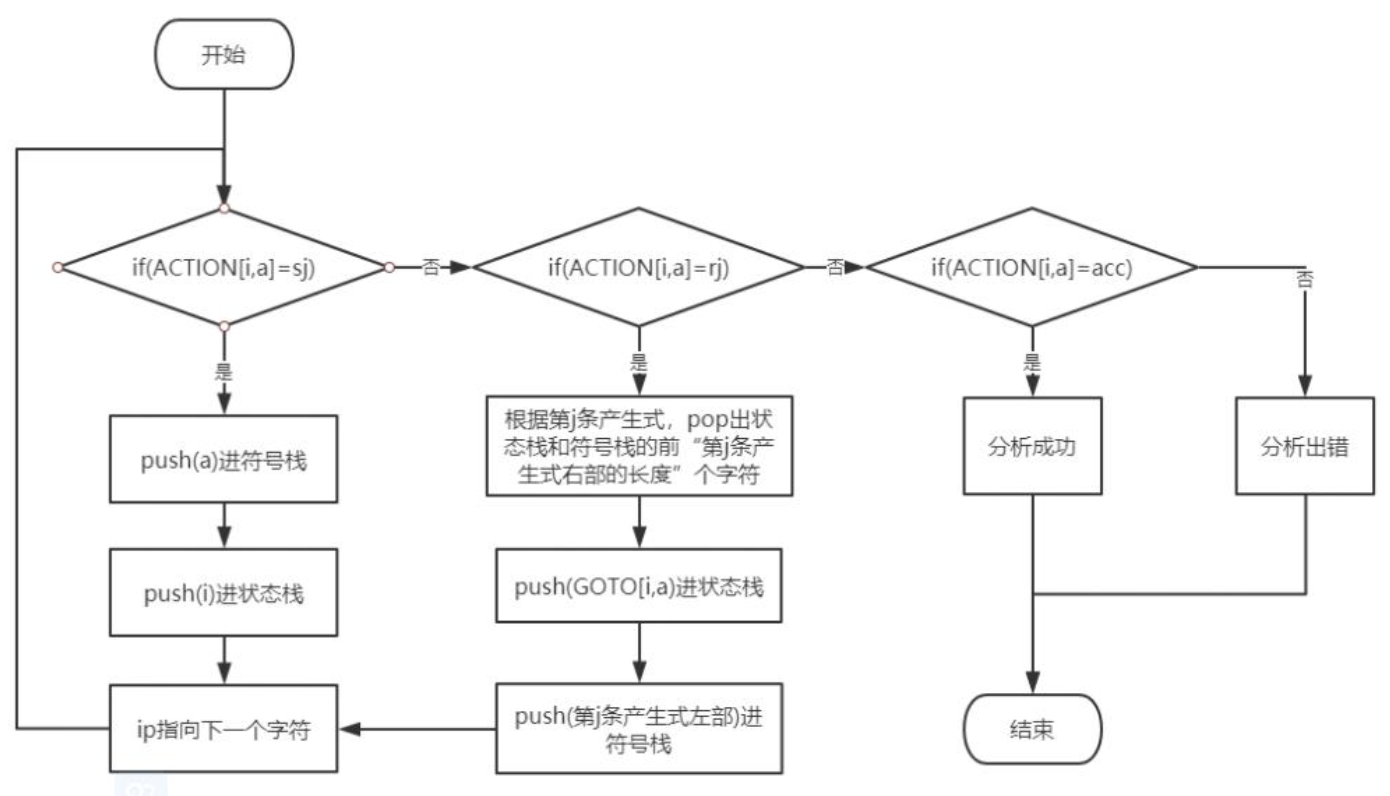 开始
if(ACTION[i,a]=sj)
否
if(ACTION[i,a]=rj)
否
if(ACTION[i,a]=acc)
否
是
是
是
push(a)进符号栈
根据第j条产生式，pop出状
态栈和符号栈的前“第j条产
生式右部的长度”个字符
分析成功
分析出错
push(i)进状态栈
push(GOTO[i,a)进状态栈
ip指向下一个字符
push(第j条产生式左部)进
符号栈
结束